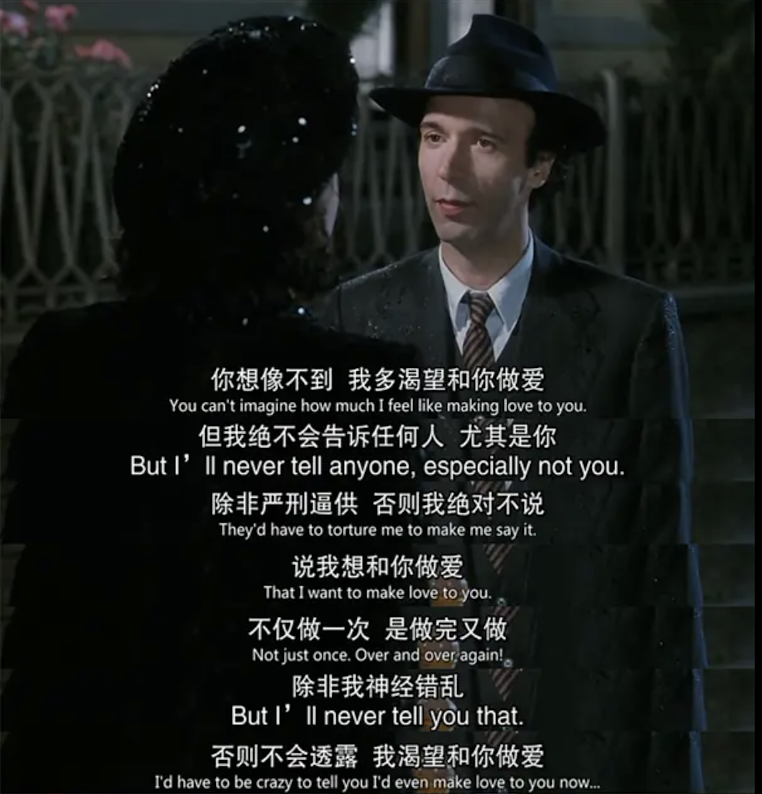 你想像不到 我多渴望和你做爱
You can't imagine how much I feel like making love to you.
但我绝不会告诉任何人 尤其是你
But I’ll never tell anyone, especially not you.
除非严刑逼供 否则我绝对不说
They'd have to torture me to make me say it.
说我想和你做爱
That I want to make love to you.
不仅做一次 是做完又做
Not just once. Over and over again!
除非我神经错乱
But I’ll never tell you that.
否则不会透露 我渴望和你做爱
I'd have to be crazy to tell you I'd even make love to you now...